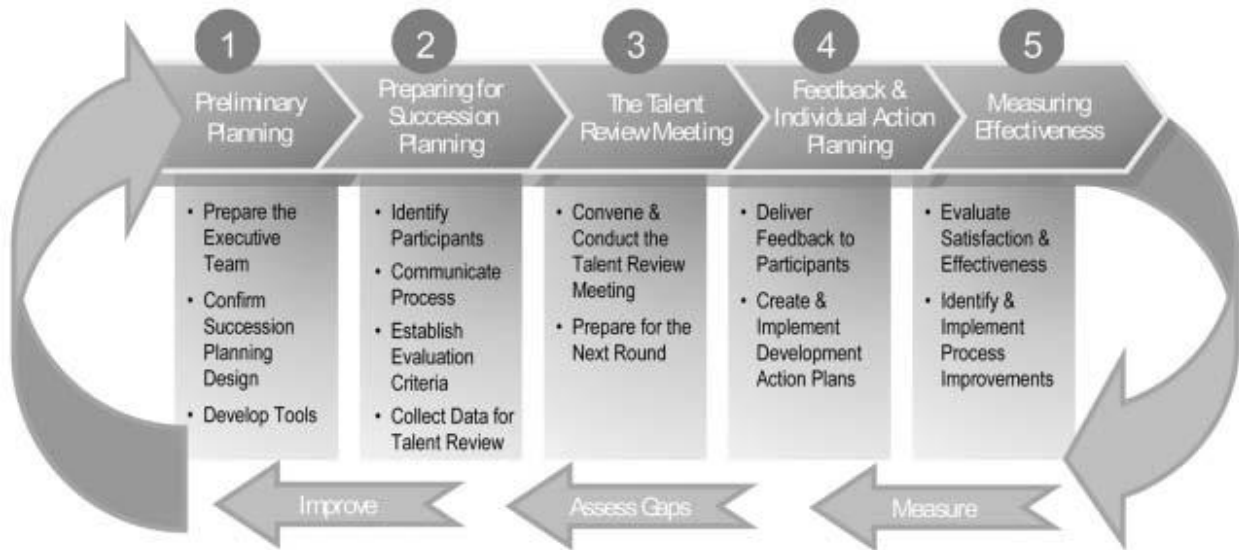 1
Preliminary
Planning
2
Preparing for
Succession
Planning
3
The Talent
Review Meeting
4
Feedback &
Individual Action
Planning
5
Measuring
Effectiveness
• Prepare the
Executive
Team
• Confirm
Succession
Planning
Design
• Develop Tools
• Identify
Participants
• Communicate
Process
• Establish
Evaluation
Criteria
• Collect Data for
Talent Review
• Convene &
Conduct the
Talent Review
Meeting
• Prepare for the
Next Round
• Deliver
Feedback to
Participants
• Create &
Implement
Development
Action Plans
• Evaluate
Satisfaction &
Effectiveness
• Identify &
Implement
Process
Improvements
Improve
Assess Gaps
Measure